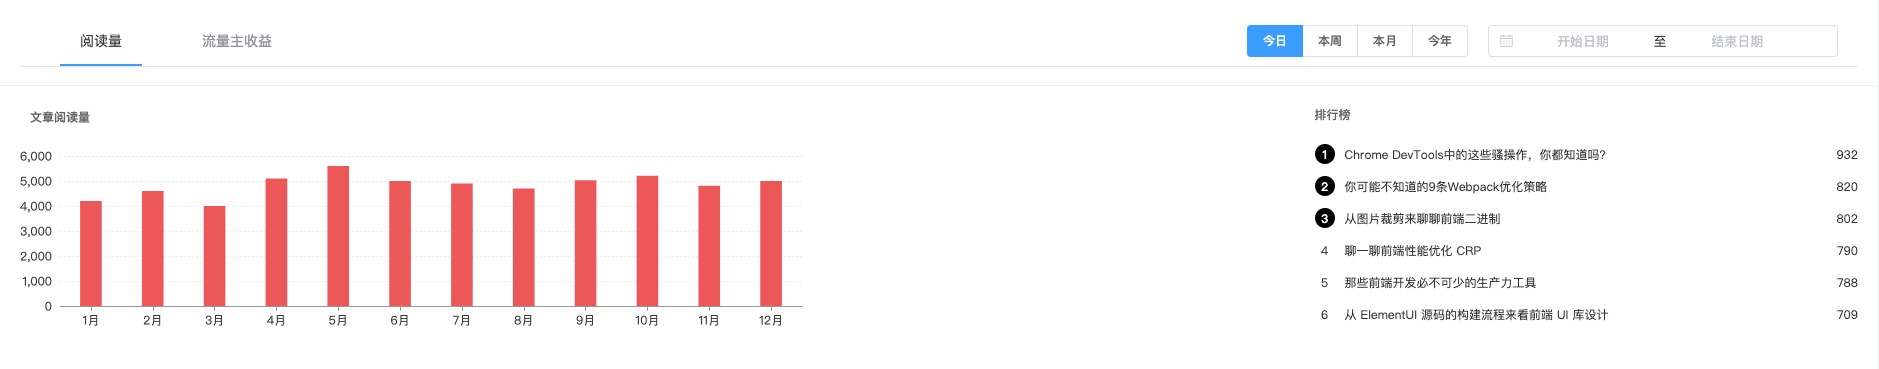 阅读量 流量主收益 今日 本周 本月 今年 开始日期 至 结束日期
文章阅读量
6,000
5,000
4,000
3,000
2,000
1,000
0
1月 2月 3月 4月 5月 6月 7月 8月 9月 10月 11月 12月
排行榜
1 Chrome DevTools中的这些骚操作，你都知道吗? 932
2 你可能不知道的9条Webpack优化策略 820
3 从图片裁剪来聊聊前端二进制 802
4 聊一聊前端性能优化 CRP 790
5 那些前端开发必不可少的生产力工具 788
6 从 ElementUI 源码的构建流程来看前端 UI 库设计 709